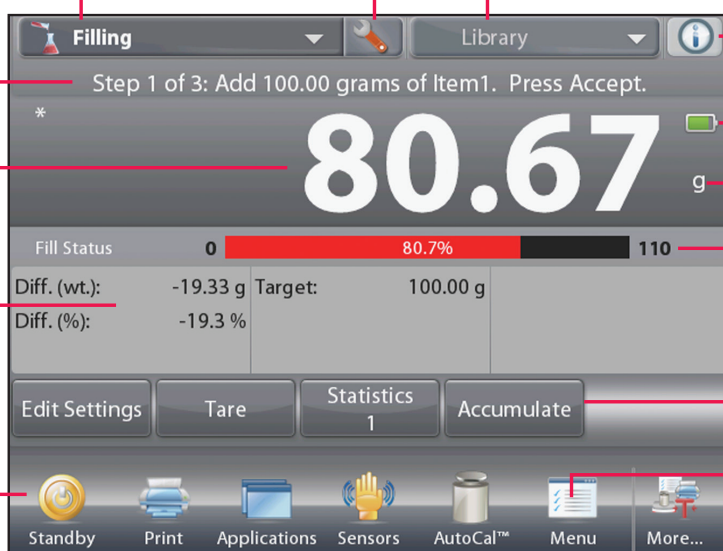 Filling
Library
Step 1 of 3: Add 100.00 grams of Item1. Press Accept.
*
80.67
g
Fill Status 0 80.7% 110
Diff. (wt.): -19.33 g Target: 100.00 g
Diff. (%): -19.3 %
Edit Settings Tare Statistics 1 Accumulate
Standby Print Applications Sensors AutoCal™ Menu More...